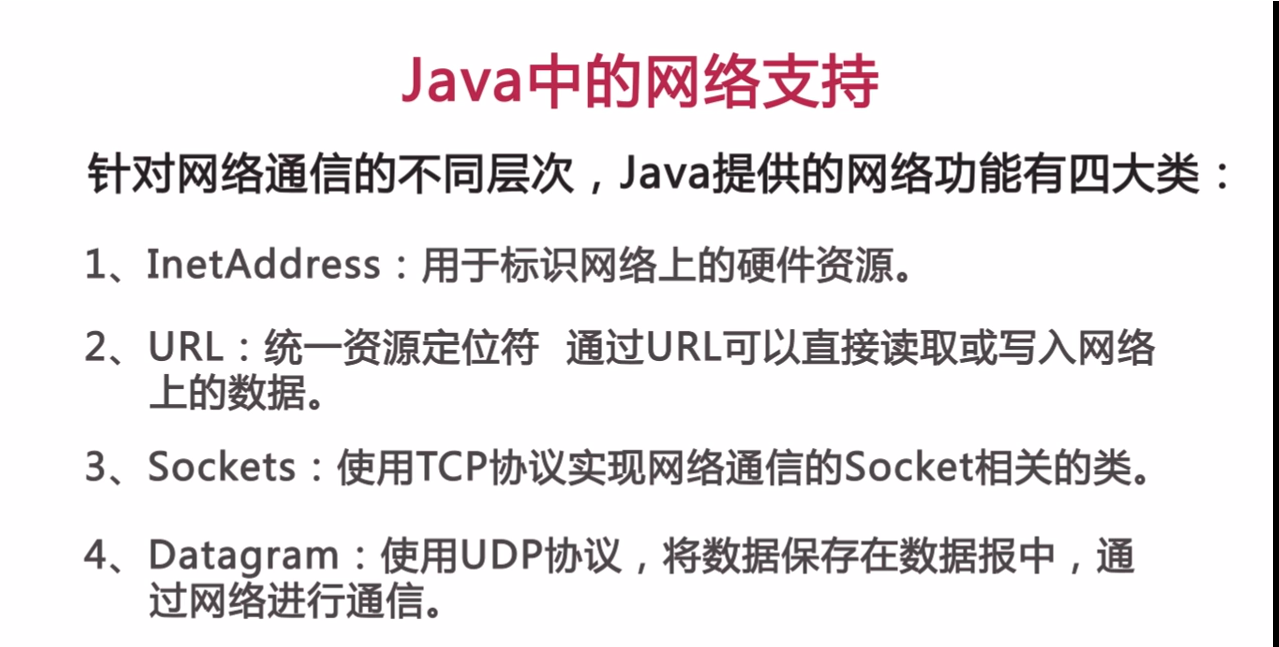 Java中的网络支持
针对网络通信的不同层次，Java提供的网络功能有四大类：
1、InetAddress：用于标识网络上的硬件资源。
2、URL：统一资源定位符 通过URL可以直接读取或写入网络
上的数据。
3、Sockets：使用TCP协议实现网络通信的Socket相关的类。
4、Datagram：使用UDP协议，将数据保存在数据报中，通
过网络进行通信。